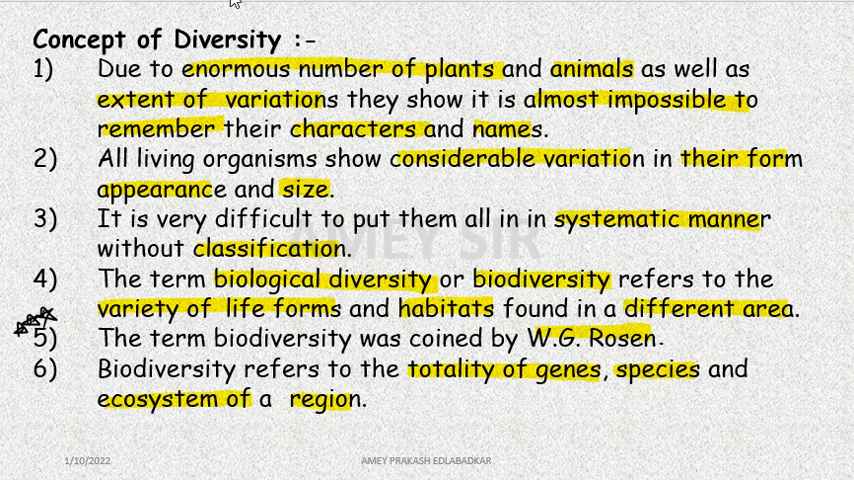 Concept of Diversity :-
1) Due to enormous number of plants and animals as well as
extent of variations they show it is almost impossible to
remember their characters and names.
2) All living organisms show considerable variation in their form
appearance and size.
3) It is very difficult to put them all in in systematic manner
without classification.
AMEY SIR
4) The term biological diversity or biodiversity refers to the
variety of life forms and habitats found in a different area.
5) The term biodiversity was coined by W.G. Rosen.
6) Biodiversity refers to the totality of genes, species and
ecosystem of a region.
1/10/2022 AMEY PRAKASH EDLABADKAR